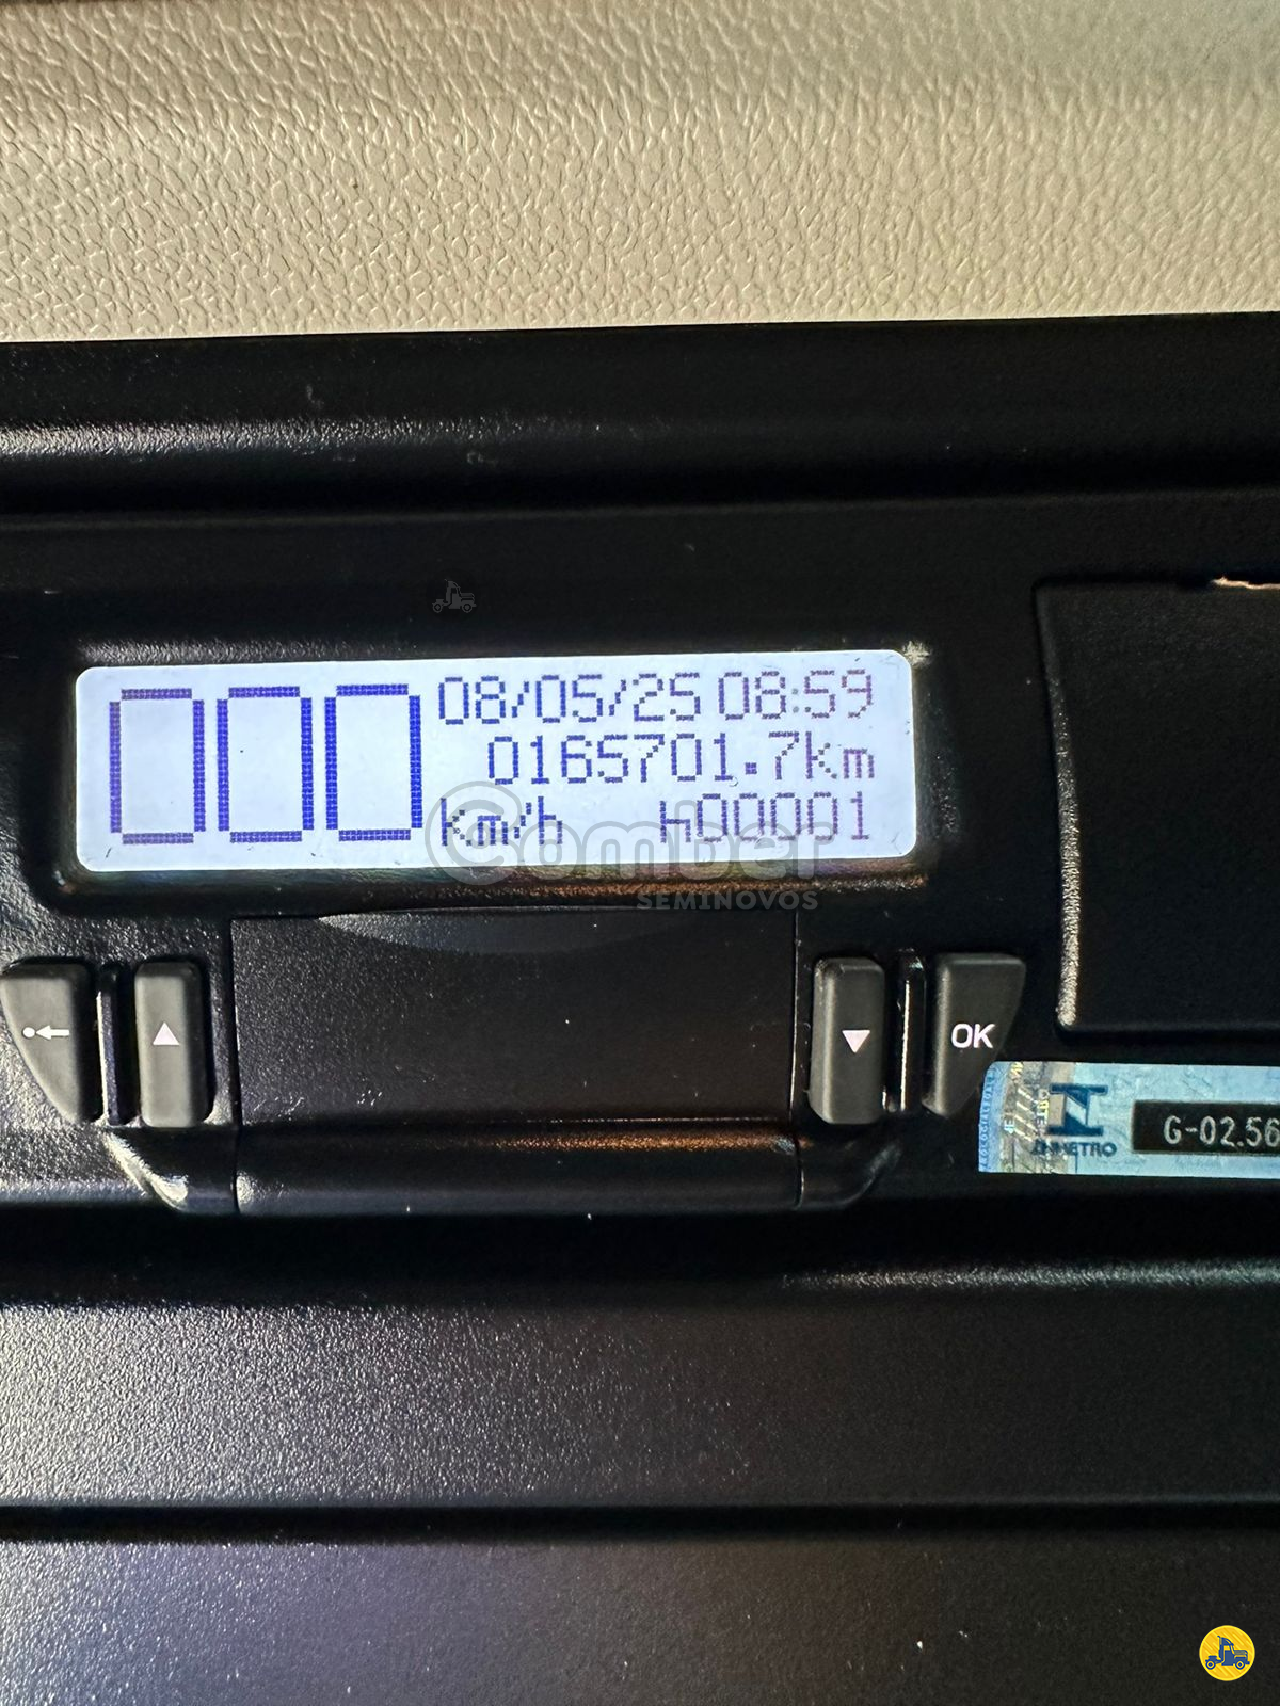 000
08/05/25 08:59
0165701.7km
km/h
H00001
Comber
SEMINOVOS
OK
INMETRO
G-02.56